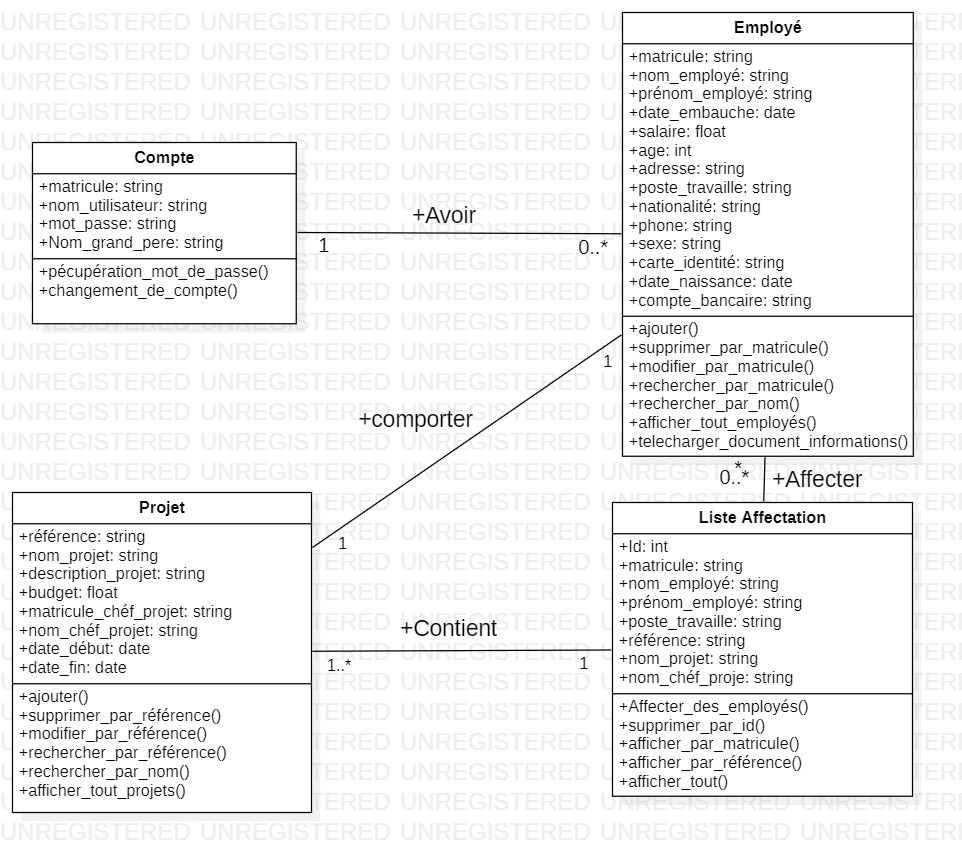 Employé
+matricule: string
+nom_employé: string
+prénom_employé: string
+date_embauche: date
+salaire: float
+age: int
+adresse: string
+poste_travaille: string
+nationalité: string
+phone: string
+sexe: string
+carte_identité: string
+date_naissance: date
+compte_bancaire: string
+ajouter()
+supprimer_par_matricule()
+modifier_par_matricule()
+rechercher_par_matricule()
+rechercher_par_nom()
+afficher_tout_employés()
+telecharger_document_informations()
Compte
+matricule: string
+nom_utilisateur: string
+mot_passe: string
+Nom_grand_pere: string
+pécupération_mot_de_passe()
+changement_de_compte()
+Avoir
1
0..*
1
+comporter
1
*
0..*
+Affecter
Projet
+référence: string
+nom_projet: string
+description_projet: string
+budget: float
+matricule_chéf_projet: string
+nom_chéf_projet: string
+date_début: date
+date_fin: date
+ajouter()
+supprimer_par_référence()
+modifier_par_référence()
+rechercher_par_référence()
+rechercher_par_nom()
+afficher_tout_projets()
+Contient
1..*
1
Liste Affectation
+Id: int
+matricule: string
+nom_employé: string
+prénom_employé: string
+poste_travaille: string
+référence: string
+nom_projet: string
+nom_chéf_proje: string
+Affecter_des_employés()
+supprimer_par_id()
+afficher_par_matricule()
+afficher_par_référence()
+afficher_tout()